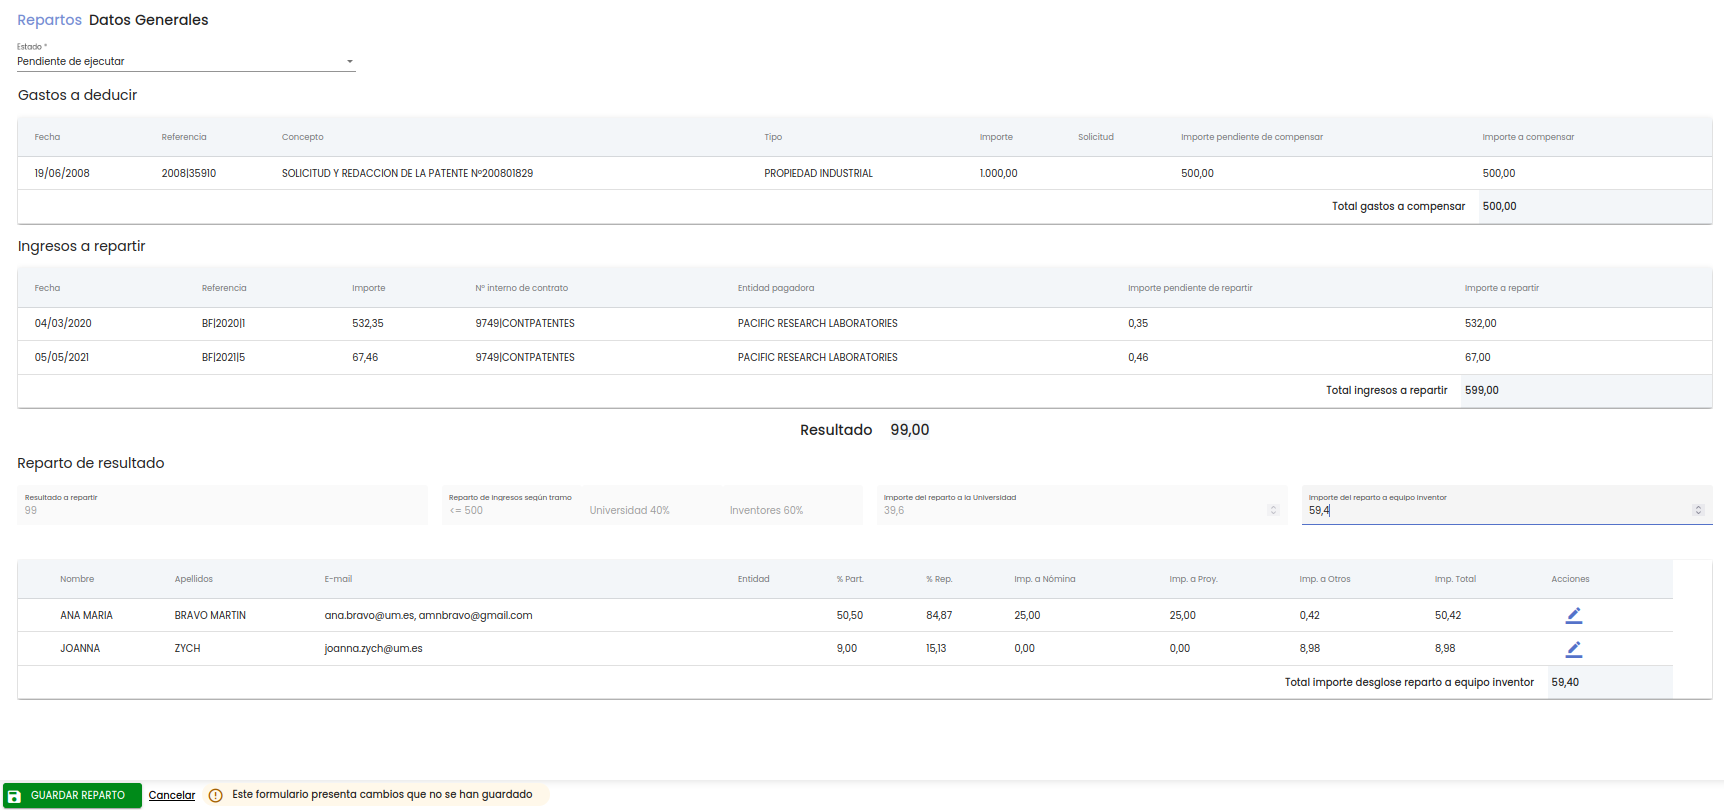 Repartos Datos Generales
Estado *
Pendiente de ejecutar
Gastos a deducir
Fecha Referencia Concepto Tipo Importe Solicitud Importe pendiente de compensar Importe a compensar
19/06/2008 2008|35910 SOLICITUD Y REDACCION DE LA PATENTE Nº200801829 PROPIEDAD INDUSTRIAL 1.000,00 500,00 500,00
Total gastos a compensar 500,00
Ingresos a repartir
Fecha Referencia Importe Nº interno de contrato Entidad pagadora Importe pendiente de repartir Importe a repartir
04/03/2020 BF|2020|1 532,35 9749|CONTPATENTES PACIFIC RESEARCH LABORATORIES 0,35 532,00
05/05/2021 BF|2021|5 67,46 9749|CONTPATENTES PACIFIC RESEARCH LABORATORIES 0,46 67,00
Total ingresos a repartir 599,00
Resultado 99,00
Reparto de resultado
Resultado a repartir Reparto de ingresos según tramo Importe del reparto a la Universidad Importe del reparto a equipo inventor
99 <= 500 Universidad 40% Inventores 60% 39,6 59,4
Nombre Apellidos E-mail Entidad % Part. % Rep. Imp. a Nómina Imp. a Proy. Imp. a Otros Imp. Total Acciones
ANA MARIA BRAVO MARTIN ana.bravo@um.es, amnbravo@gmail.com 50,50 84,87 25,00 25,00 0,42 50,42
JOANNA ZYCH joanna.zych@um.es 9,00 15,13 0,00 0,00 8,98 8,98
Total importe desglose reparto a equipo inventor 59,40
GUARDAR REPARTO Cancelar Este formulario presenta cambios que no se han guardado